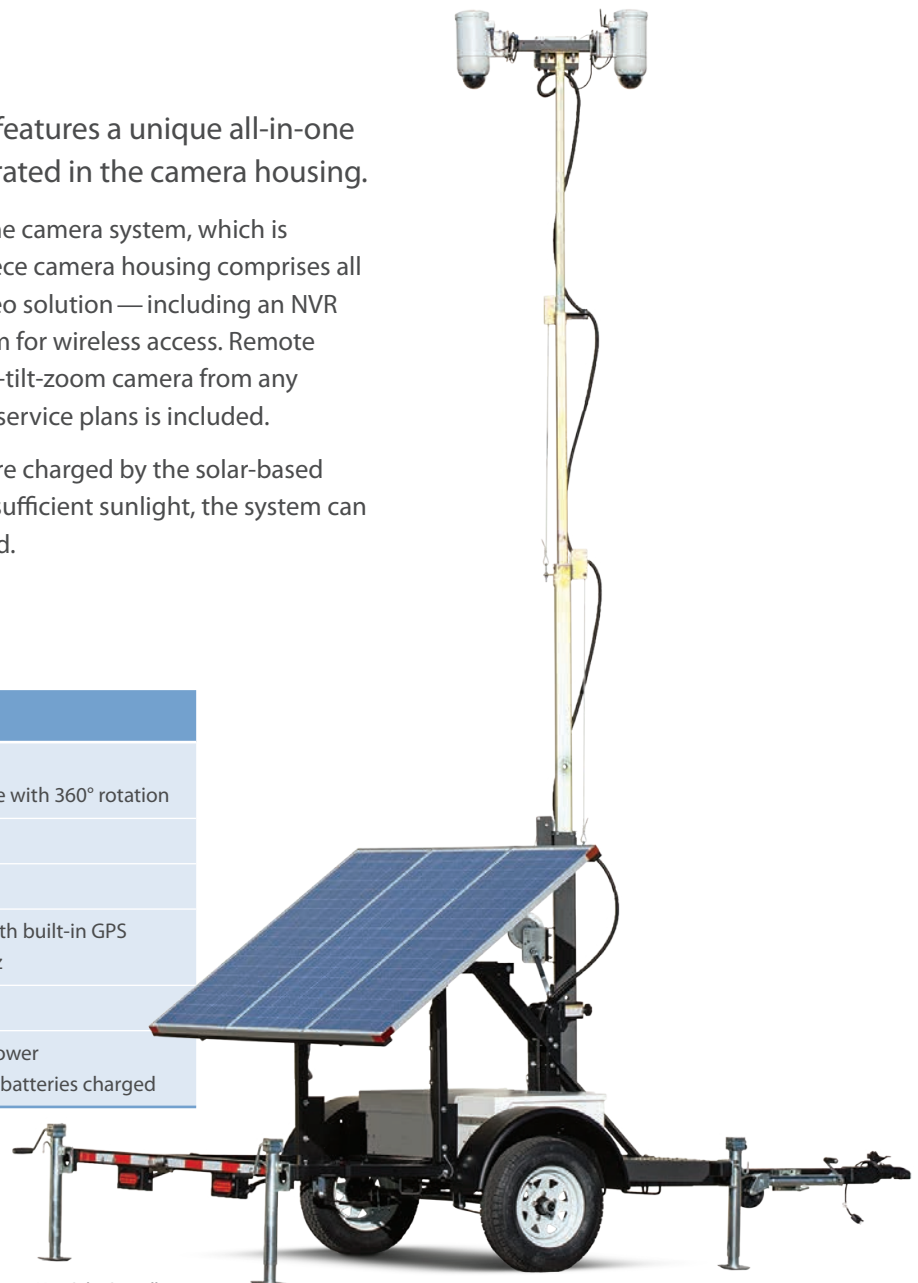 features a unique all-in-one
rated in the camera housing.
ne camera system, which is
ece camera housing comprises all
eo solution — including an NVR
m for wireless access. Remote
-tilt-zoom camera from any
service plans is included.
re charged by the solar-based
sufficient sunlight, the system can
d.
e with 360° rotation
th built-in GPS
z
ower
batteries charged